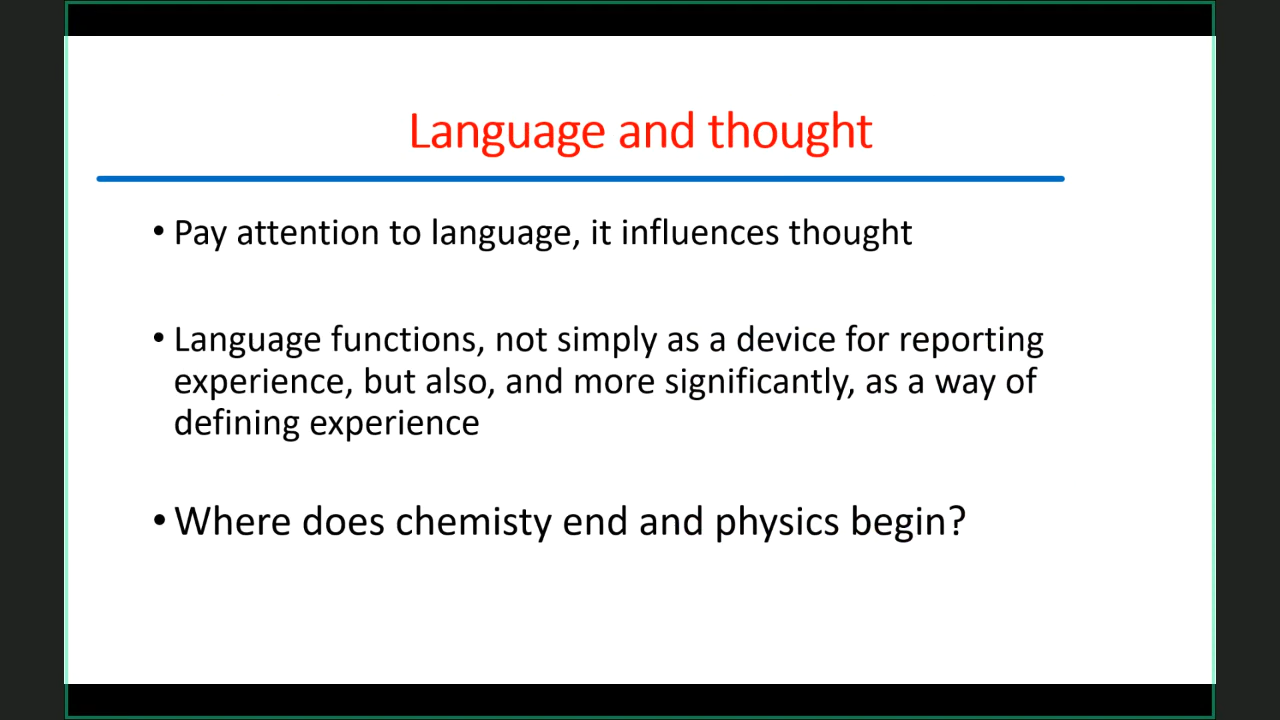 Language and thought
• Pay attention to language, it influences thought
• Language functions, not simply as a device for reporting
experience, but also, and more significantly, as a way of
defining experience
• Where does chemisty end and physics begin?